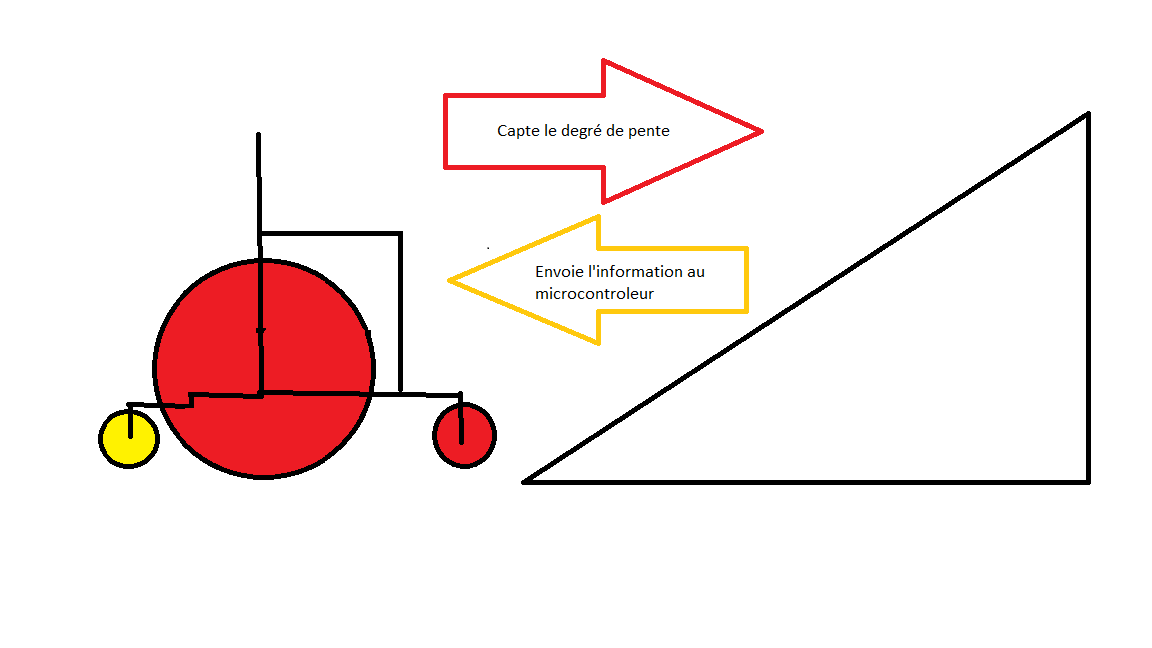 Capte le degré de pente
Envoie l'information au
microcontroleur